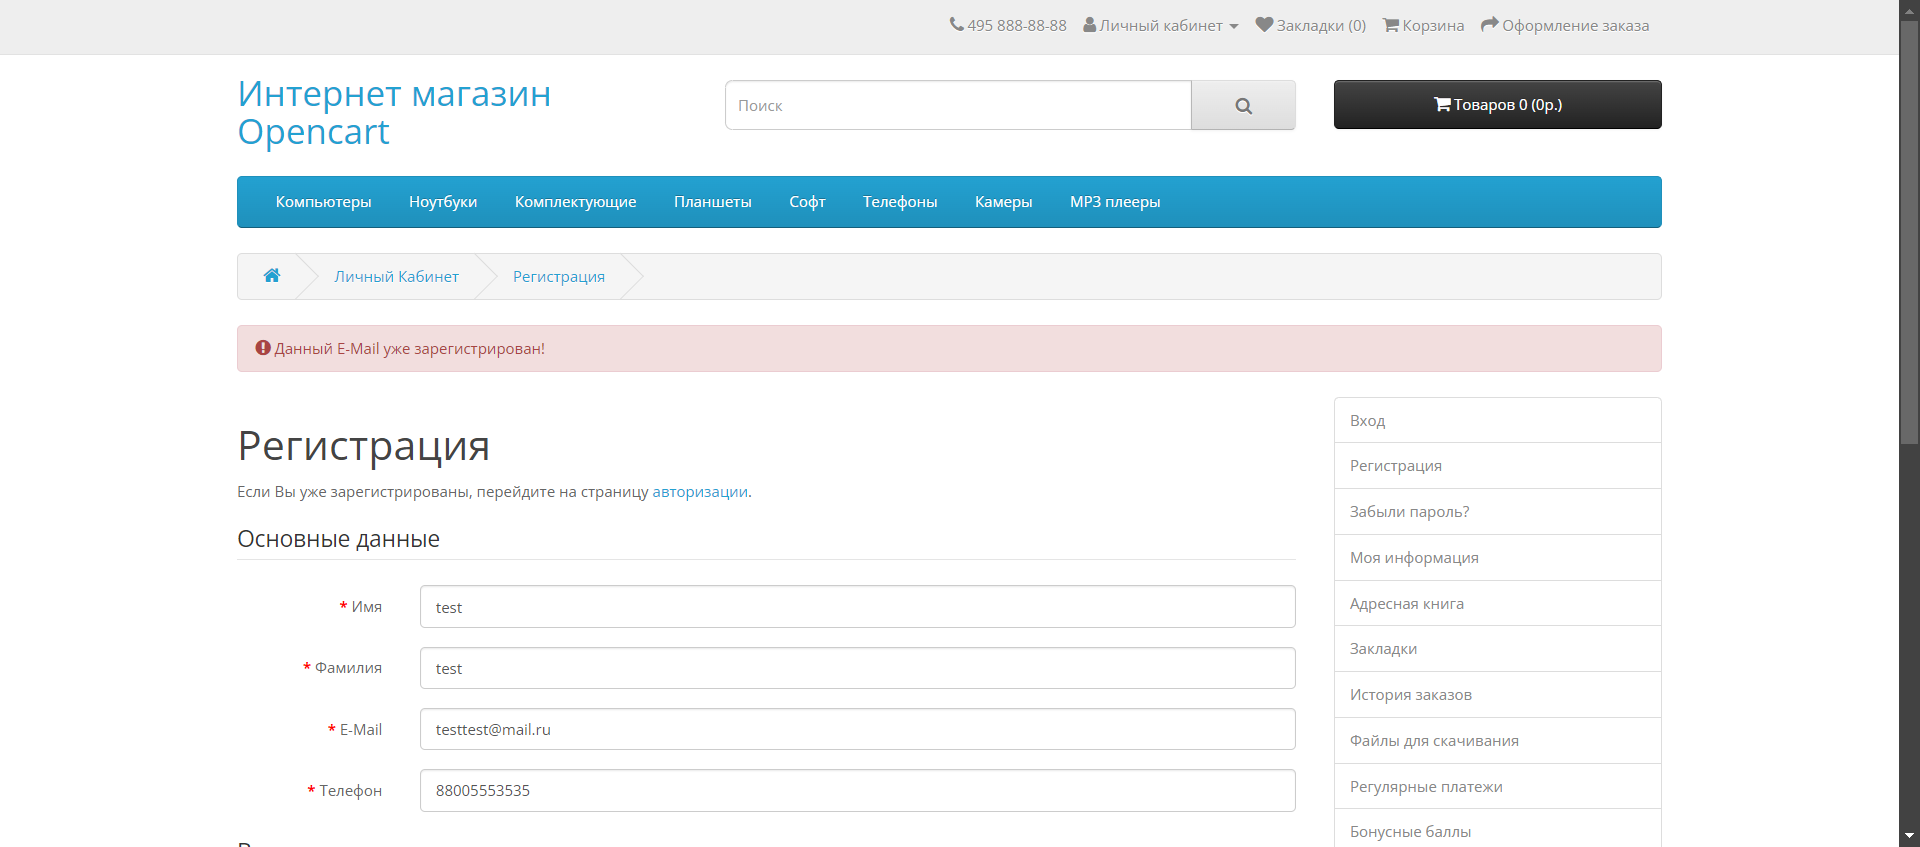 495 888-88-88 Личный кабинет Закладки (0) Корзина Оформление заказа
Интернет магазин
Opencart
Поиск
Товаров 0 (0р.)
Компьютеры Ноутбуки Комплектующие Планшеты Софт Телефоны Камеры MP3 плееры
Личный Кабинет Регистрация
Данный E-Mail уже зарегистрирован!
Регистрация
Если Вы уже зарегистрированы, перейдите на страницу авторизации.
Основные данные
* Имя test
* Фамилия test
* E-Mail testtest@mail.ru
* Телефон 88005553535
Вход
Регистрация
Забыли пароль?
Моя информация
Адресная книга
Закладки
История заказов
Файлы для скачивания
Регулярные платежи
Бонусные баллы